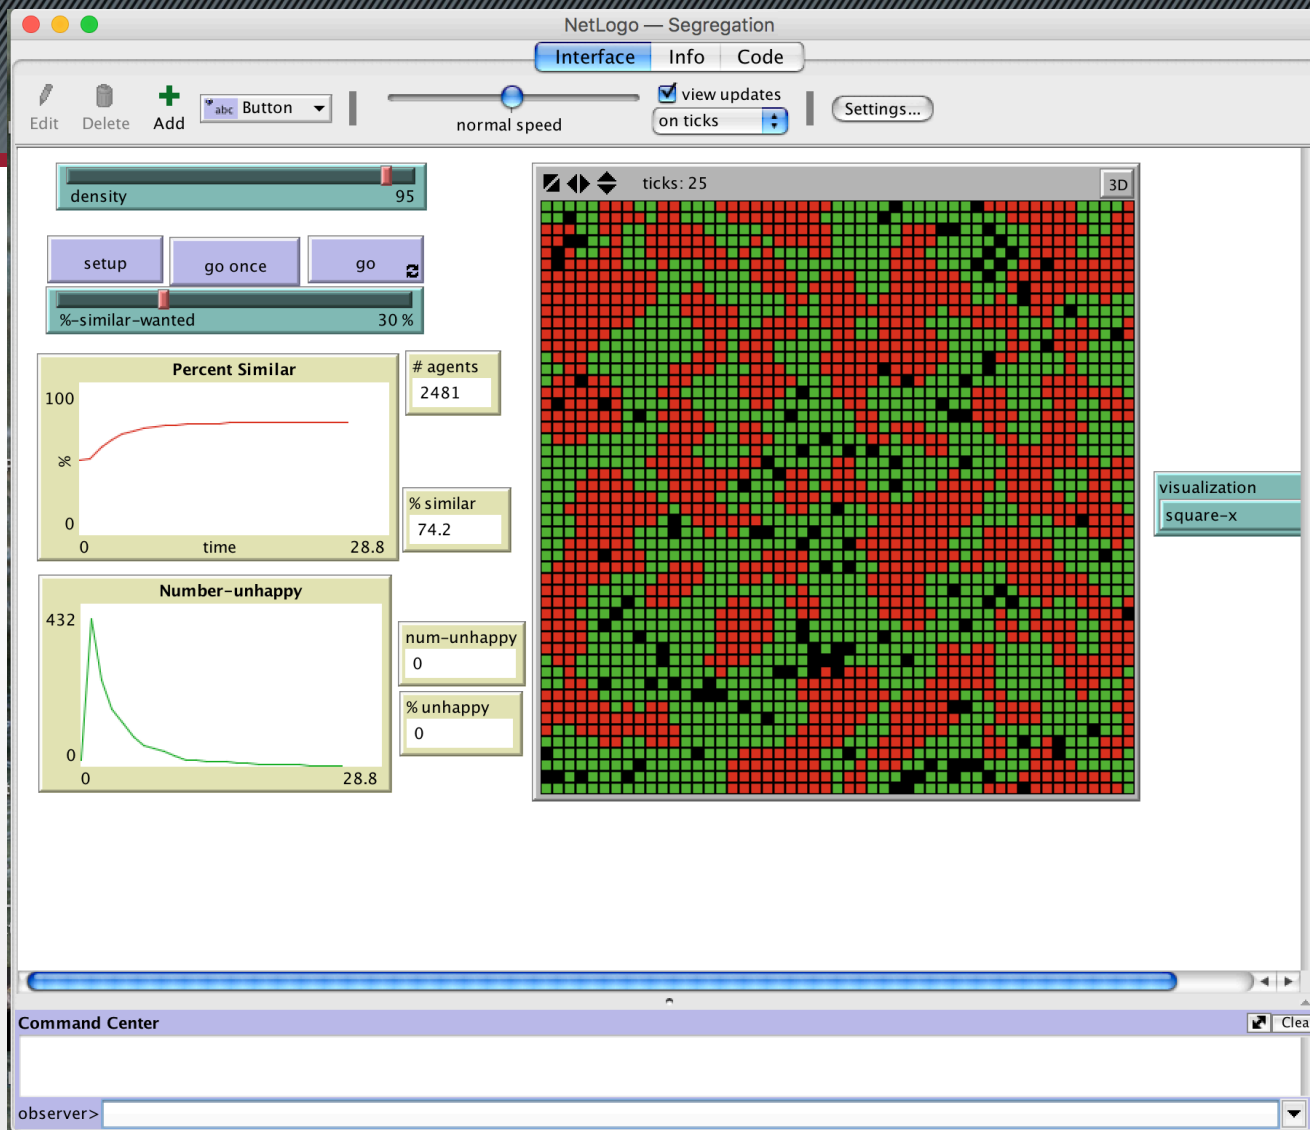 NetLogo — Segregation
Interface Info Code
Edit Delete Add abc Button normal speed view updates on ticks Settings...
density 95
setup go once go
%-similar-wanted 30 %
Percent Similar
100
%
0
0 time 28.8
# agents
2481
% similar
74.2
Number-unhappy
432
0
0 28.8
num-unhappy
0
% unhappy
0
ticks: 25 3D
visualization
square-x
Command Center Clea
observer>